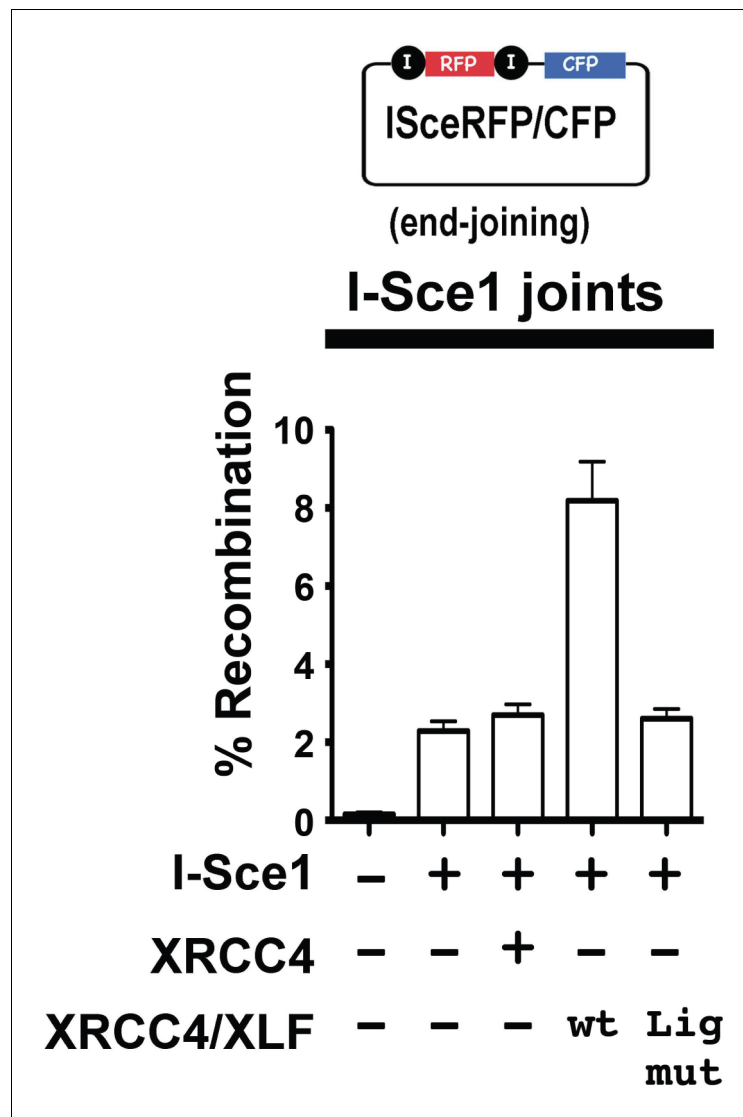 I RFP I CFP
ISceRFP/CFP
(end-joining)
I-Sce1 joints
% Recombination
10
8
6
4
2
0
I-Sce1 – + + + +
XRCC4 – – + – –
XRCC4/XLF – – – wt Lig
mut